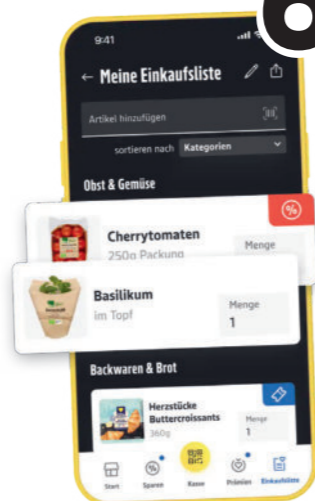 9:41
← Meine Einkaufsliste
Artikel hinzufügen
sortieren nach Kategorien
Obst & Gemüse
%
Cherrytomaten
250g Packung
Menge
Basilikum
im Topf
Menge
1
Backwaren & Brot
Herzstücke
Buttercroissants
360g
Menge
1
Start
Sparen
Kasse
Prämien
Einkaufsliste